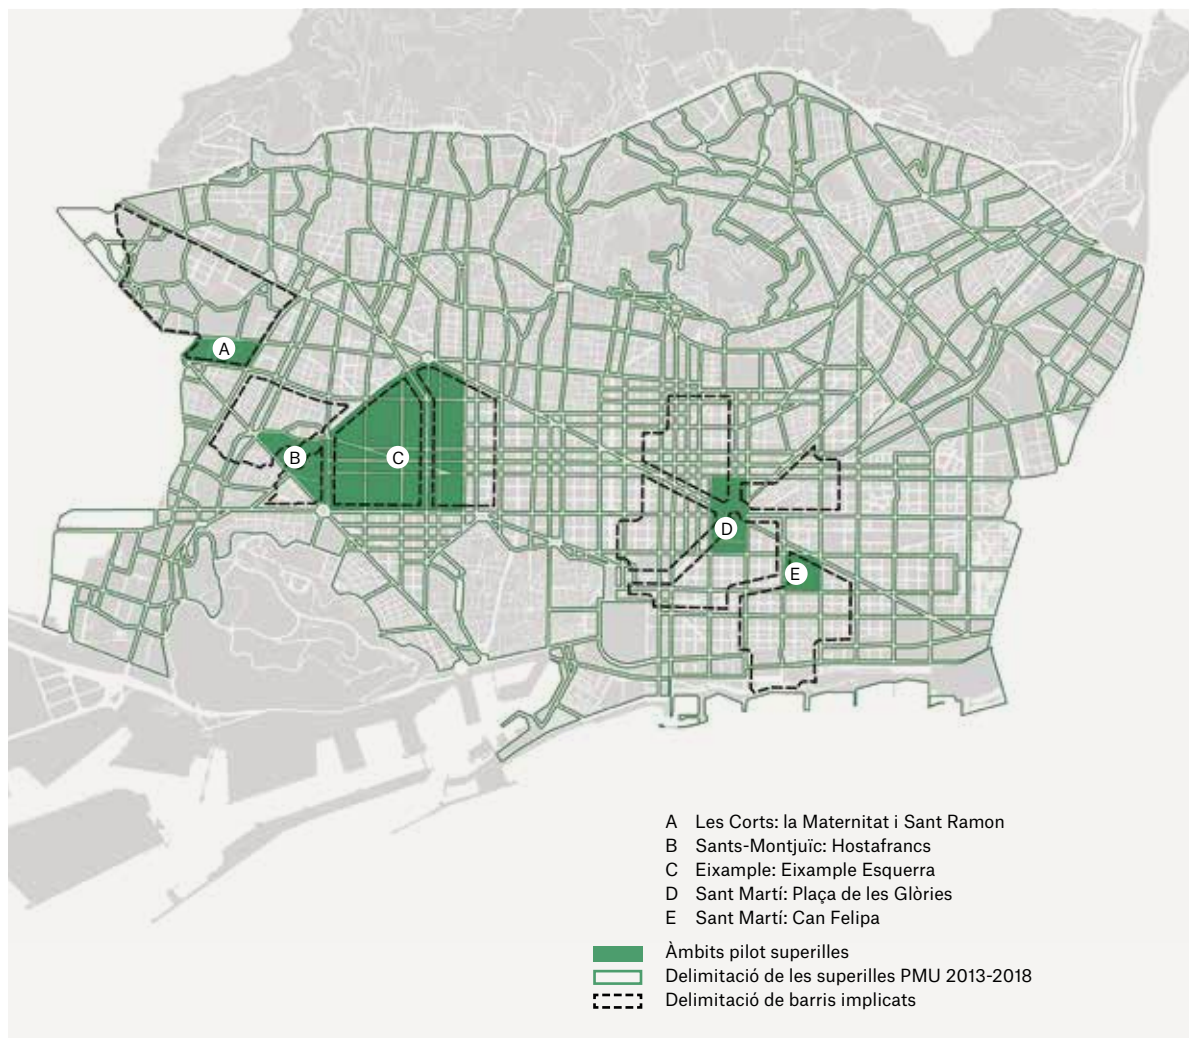 A
B
C
D
E
A Les Corts: la Maternitat i Sant Ramon
B Sants-Montjuïc: Hostafrancs
C Eixample: Eixample Esquerra
D Sant Martí: Plaça de les Glòries
E Sant Martí: Can Felipa
Àmbits pilot superilles
Delimitació de les superilles PMU 2013-2018
Delimitació de barris implicats